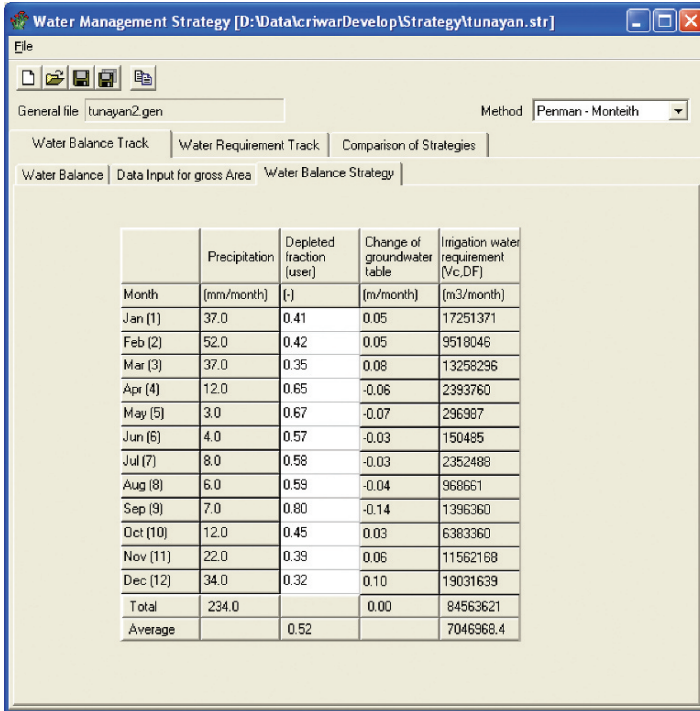 Water Management Strategy [D:\Data\criwarDevelop\Strategy\tunayan.str]
File
General file tunayan2.gen Method Penman - Monteith
Water Balance Track Water Requirement Track Comparison of Strategies
Water Balance Data Input for gross Area Water Balance Strategy
Precipitation Depleted fraction (user) Change of groundwater table Irrigation water requirement (Vc,DF)
Month (mm/month) (-) (m/month) (m3/month)
Jan (1) 37.0 0.41 0.05 17251371
Feb (2) 52.0 0.42 0.05 9518046
Mar (3) 37.0 0.35 0.08 13258296
Apr (4) 12.0 0.65 -0.06 2393760
May (5) 3.0 0.67 -0.07 296987
Jun (6) 4.0 0.57 -0.03 150485
Jul (7) 8.0 0.58 -0.03 2352488
Aug (8) 6.0 0.59 -0.04 968661
Sep (9) 7.0 0.80 -0.14 1396360
Oct (10) 12.0 0.45 0.03 6383360
Nov (11) 22.0 0.39 0.06 11562168
Dec (12) 34.0 0.32 0.10 19031639
Total 234.0 0.00 84563621
Average 0.52 7046968.4